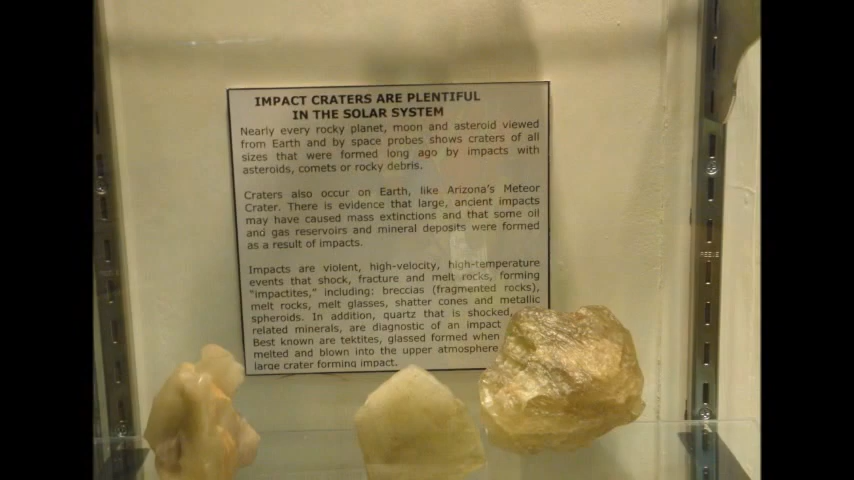 IMPACT CRATERS ARE PLENTIFUL
IN THE SOLAR SYSTEM
Nearly every rocky planet, moon and asteroid viewed
from Earth and by space probes shows craters of all
sizes that were formed long ago by impacts with
asteroids, comets or rocky debris.
Craters also occur on Earth, like Arizona's Meteor
Crater. There is evidence that large, ancient impacts
may have caused mass extinctions and that some oil
and gas reservoirs and mineral deposits were formed
as a result of impacts.
Impacts are violent, high-velocity, high-temperature
events that shock, fracture and melt rocks, forming
"impactites," including: breccias (fragmented rocks),
melt rocks, melt glasses, shatter cones and metallic
spheroids. In addition, quartz that is shocked,
related minerals, are diagnostic of an impact
Best known are tektites, glassed formed when
melted and blown into the upper atmosphere
large crater forming impact.